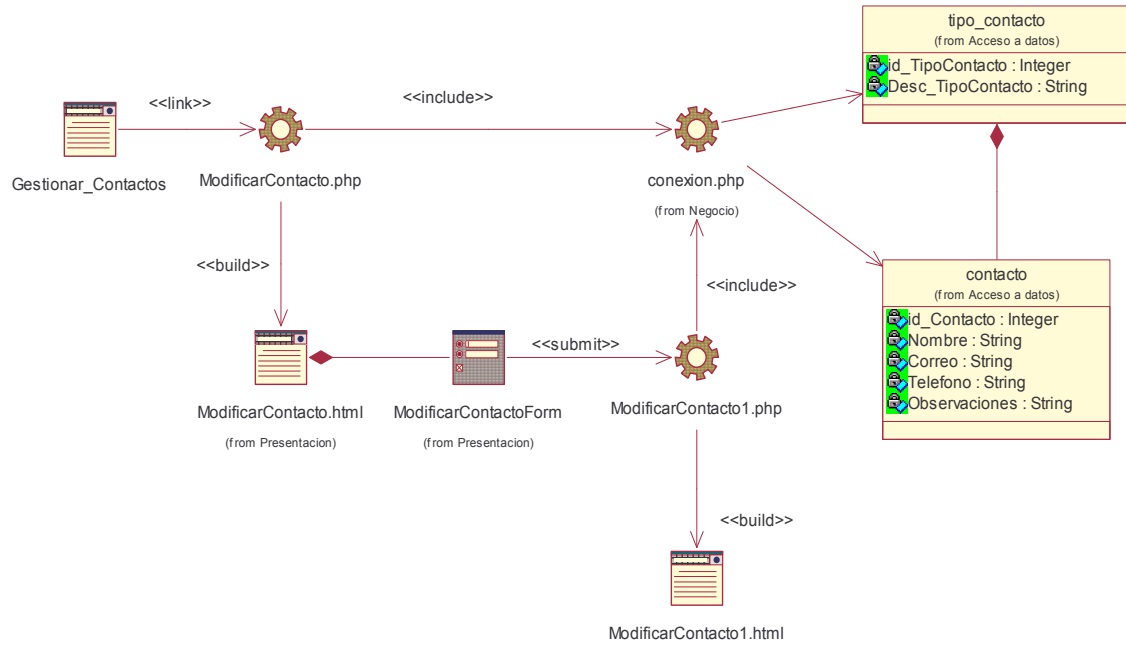 tipo_contacto
(from Acceso a datos)
id_TipoContacto : Integer
Desc_TipoContacto : String
<<link>>
<<include>>
Gestionar_Contactos
ModificarContacto.php
conexion.php
(from Negocio)
<<build>>
<<include>>
contacto
(from Acceso a datos)
id_Contacto : Integer
Nombre : String
Correo : String
Telefono : String
Observaciones : String
<<submit>>
ModificarContacto.html
(from Presentacion)
ModificarContactoForm
(from Presentacion)
ModificarContacto1.php
<<build>>
ModificarContacto1.html